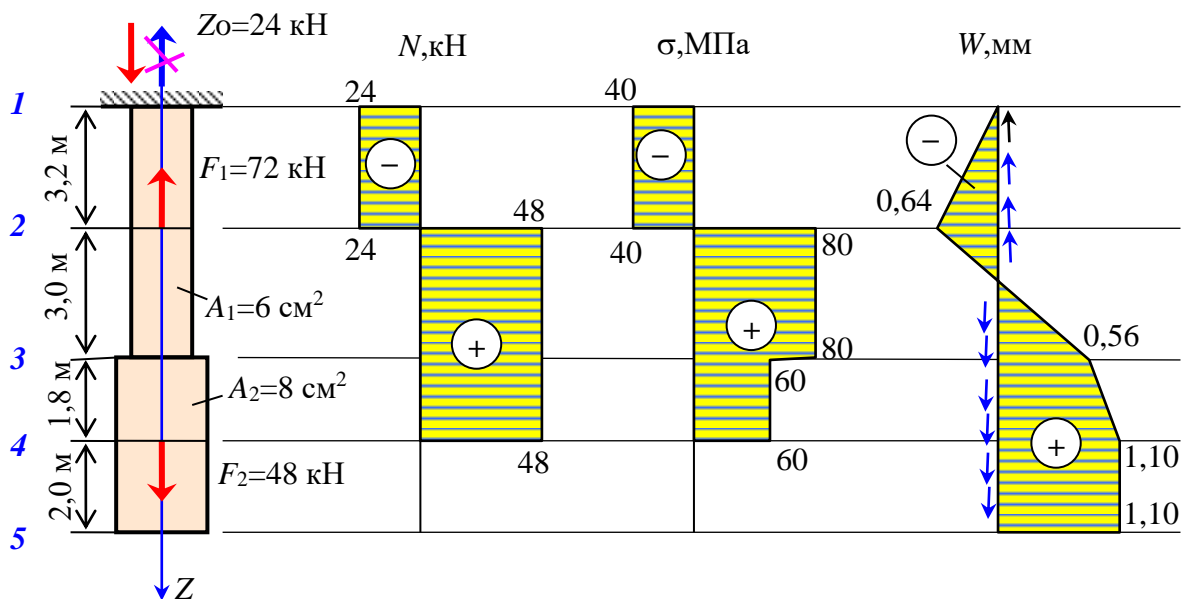 Zo=24 кН
N,кН
σ,МПа
W,мм
1
24
40
3,2 м
F₁=72 кН
−
−
−
0,64
2
24
48
40
80
3,0 м
A₁=6 см²
+
+
0,56
3
80
60
1,8 м
A₂=8 см²
4
48
60
+
1,10
2,0 м
F₂=48 кН
1,10
5
Z